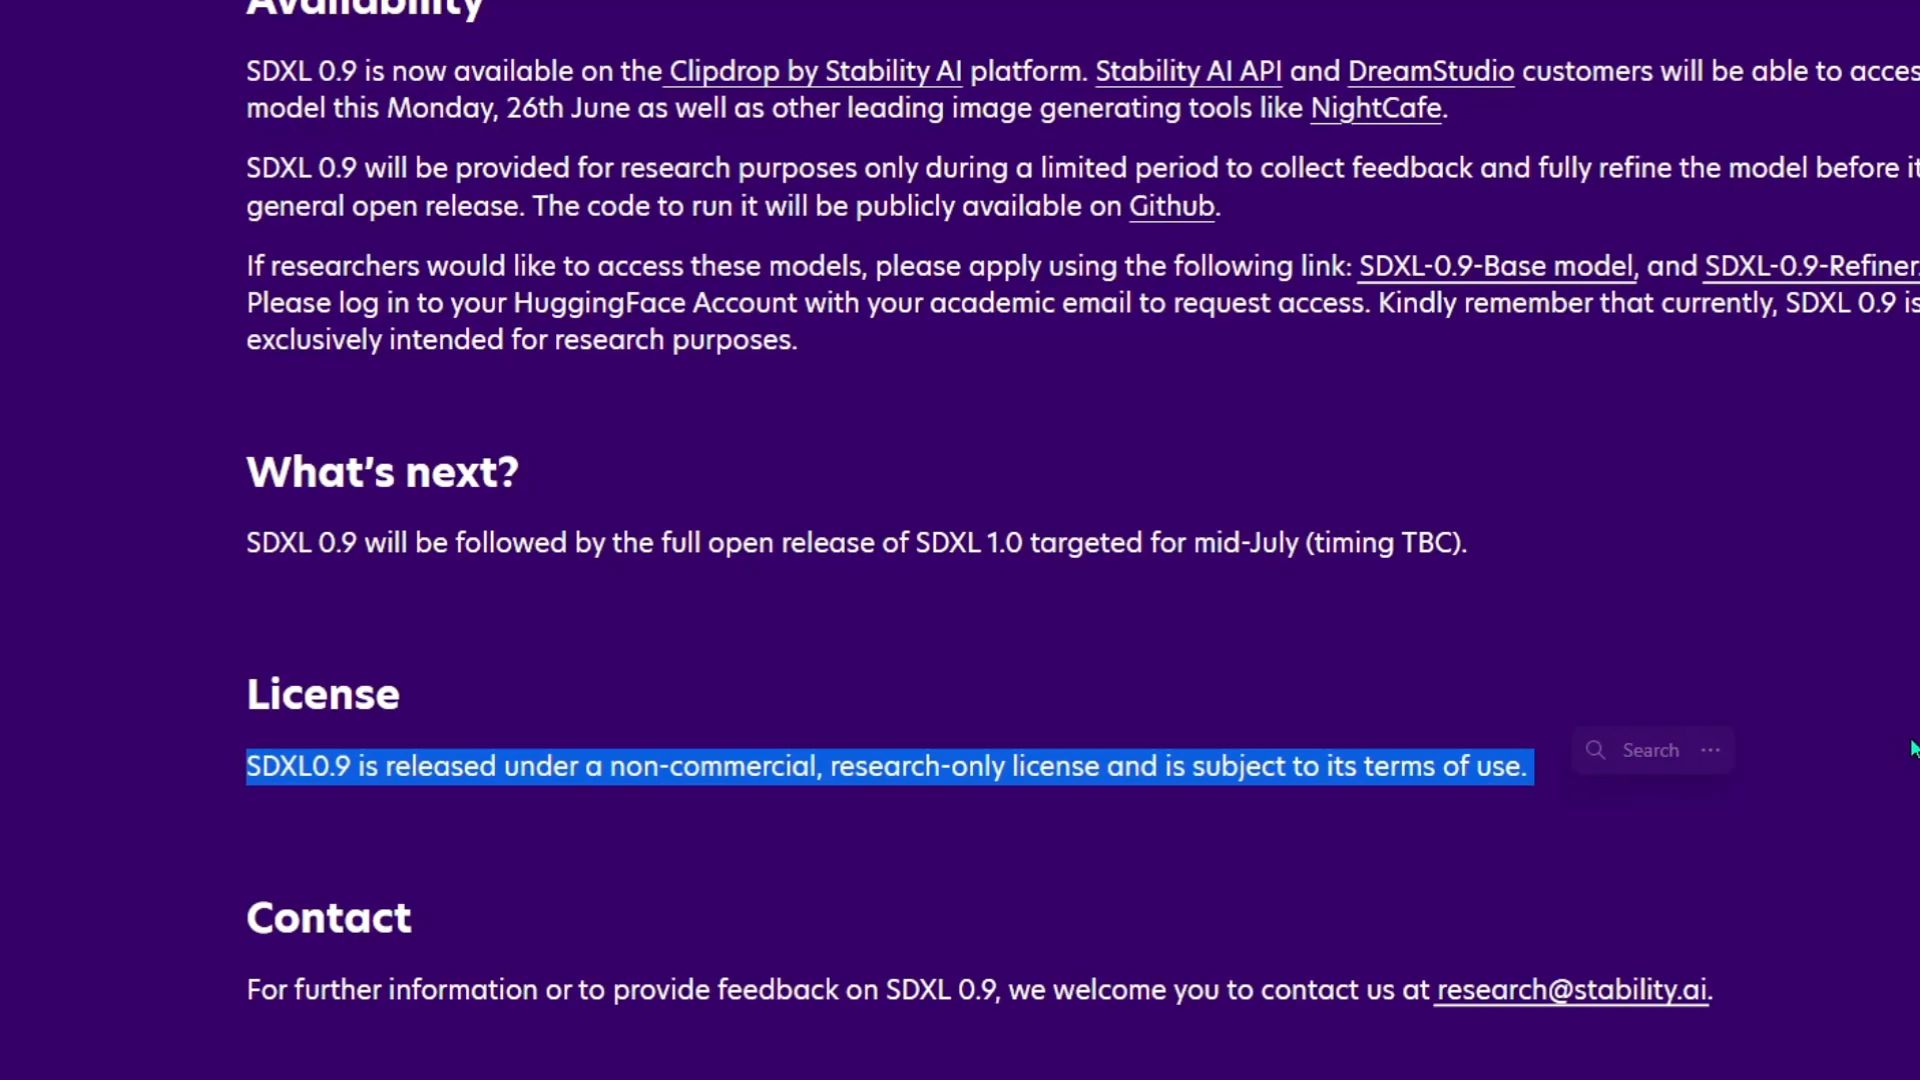 Availability
SDXL 0.9 is now available on the Clipdrop by Stability AI platform. Stability AI API and DreamStudio customers will be able to
model this Monday, 26th June as well as other leading image generating tools like NightCafe.
SDXL 0.9 will be provided for research purposes only during a limited period to collect feedback and fully refine the model before
general open release. The code to run it will be publicly available on Github.
If researchers would like to access these models, please apply using the following link: SDXL-0.9-Base model, and SDXL-0.9-Refiner.
Please log in to your HuggingFace Account with your academic email to request access. Kindly remember that currently, SDXL 0.9 is
exclusively intended for research purposes.
What's next?
SDXL 0.9 will be followed by the full open release of SDXL 1.0 targeted for mid-July (timing TBC).
License
SDXL0.9 is released under a non-commercial, research-only license and is subject to its terms of use.
Search ...
Contact
For further information or to provide feedback on SDXL 0.9, we welcome you to contact us at research@stability.ai.